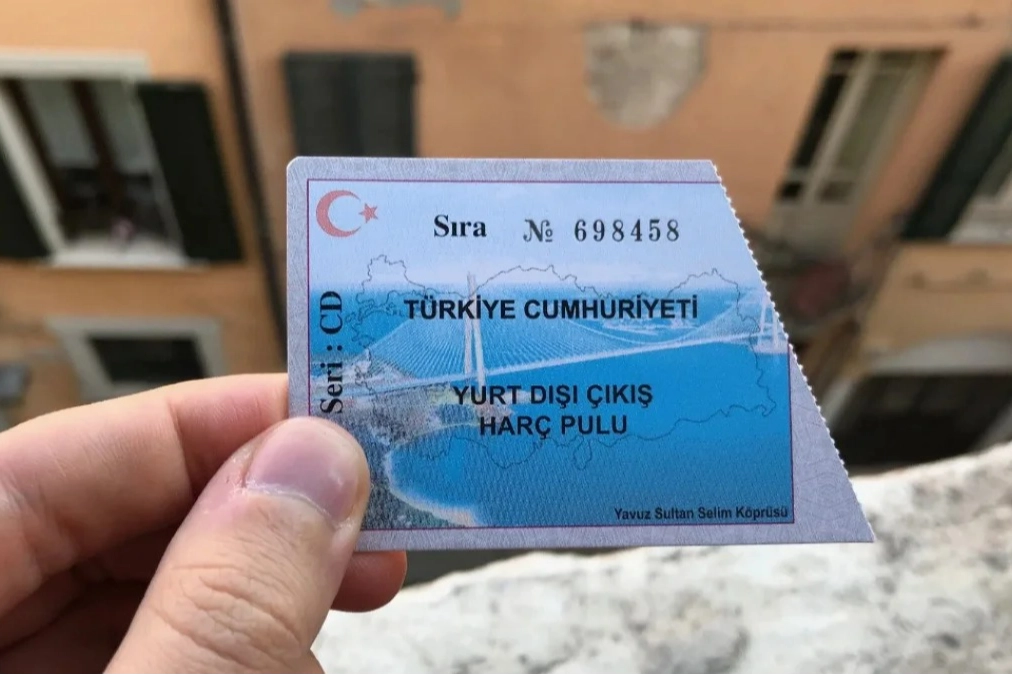 Sıra № 698458
Seri : CD
TÜRKİYE CUMHURİYETİ
YURT DIŞI ÇIKIŞ
HARÇ PULU
Yavuz Sultan Selim Köprüsü